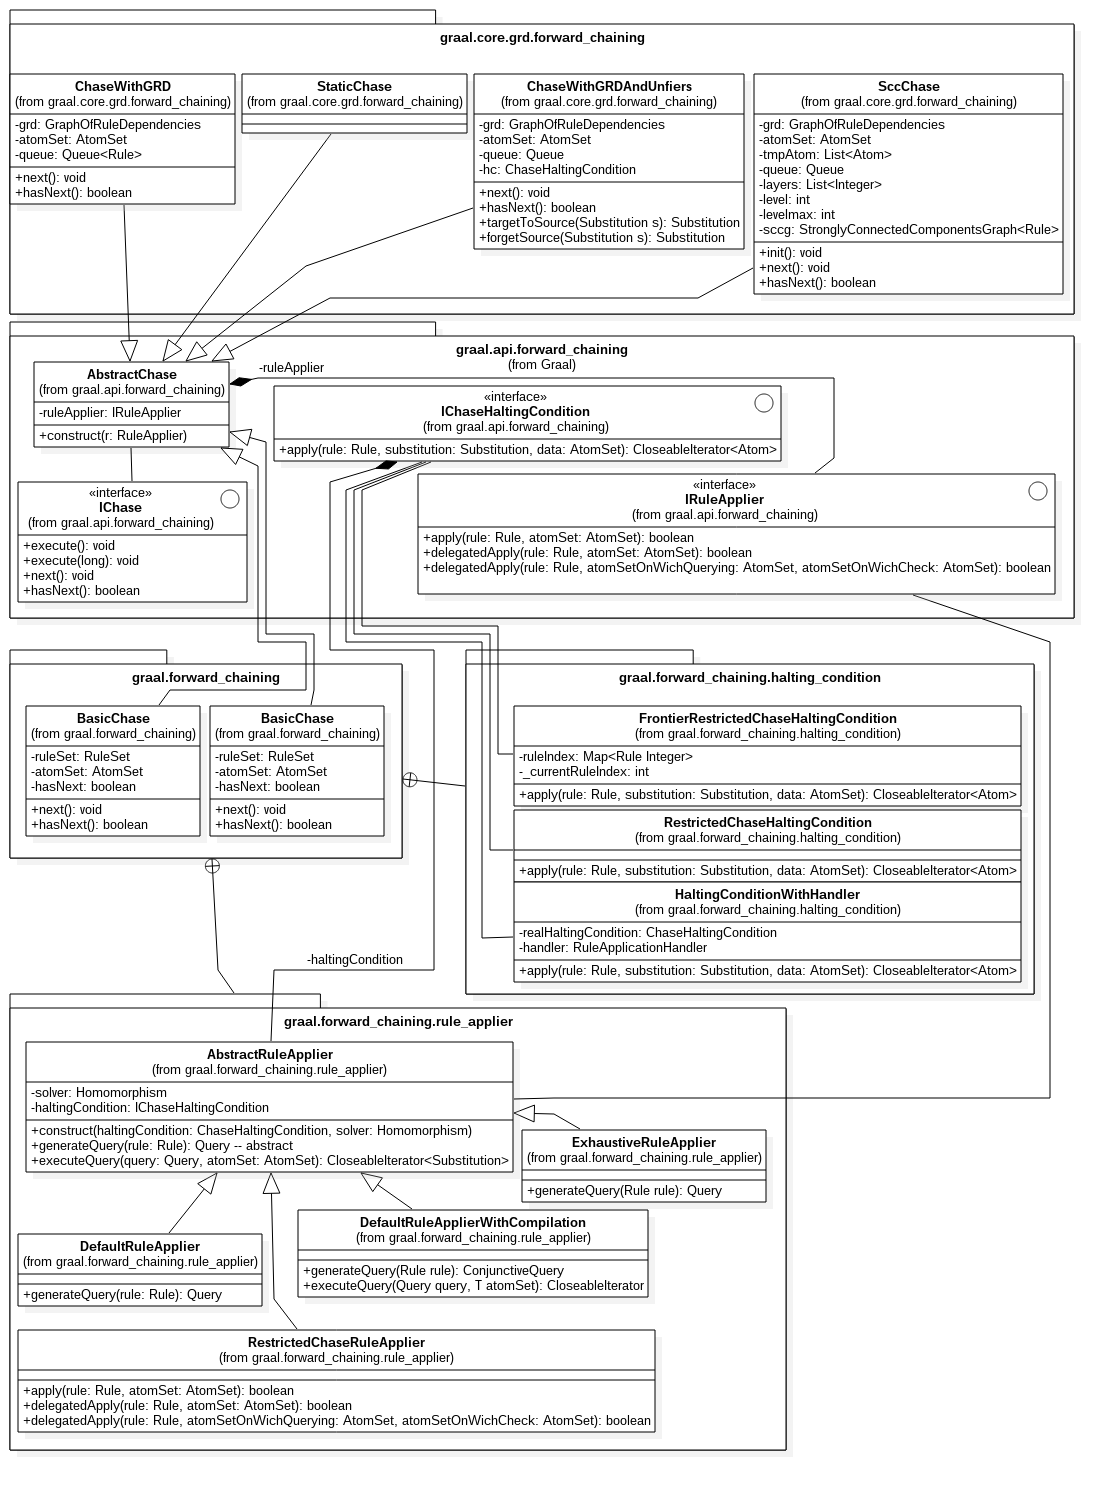 graal.core.grd.forward_chaining
ChaseWithGRD
(from graal.core.grd.forward_chaining)
-grd: GraphOfRuleDependencies
-atomSet: AtomSet
-queue: Queue<Rule>
+next(): void
+hasNext(): boolean
StaticChase
(from graal.core.grd.forward_chaining)
ChaseWithGRDAndUnfiers
(from graal.core.grd.forward_chaining)
-grd: GraphOfRuleDependencies
-atomSet: AtomSet
-queue: Queue
-hc: ChaseHaltingCondition
+next(): void
+hasNext(): boolean
+targetToSource(Substitution s): Substitution
+forgetSource(Substitution s): Substitution
SccChase
(from graal.core.grd.forward_chaining)
-grd: GraphOfRuleDependencies
-atomSet: AtomSet
-tmpAtom: List<Atom>
-queue: Queue
-layers: List<Integer>
-level: int
-levelmax: int
-sccg: StronglyConnectedComponentsGraph<Rule>
+init(): void
+next(): void
+hasNext(): boolean
graal.api.forward_chaining
(from Graal)
AbstractChase
(from graal.api.forward_chaining)
-ruleApplier: IRuleApplier
+construct(r: RuleApplier)
-ruleApplier
«interface»
IChaseHaltingCondition
(from graal.api.forward_chaining)
+apply(rule: Rule, substitution: Substitution, data: AtomSet): CloseableIterator<Atom>
«interface»
IChase
(from graal.api.forward_chaining)
+execute(): void
+execute(long): void
+next(): void
+hasNext(): boolean
«interface»
IRuleApplier
(from graal.api.forward_chaining)
+apply(rule: Rule, atomSet: AtomSet): boolean
+delegatedApply(rule: Rule, atomSet: AtomSet): boolean
+delegatedApply(rule: Rule, atomSetOnWichQuerying: AtomSet, atomSetOnWichCheck: AtomSet): boolean
graal.forward_chaining
BasicChase
(from graal.forward_chaining)
-ruleSet: RuleSet
-atomSet: AtomSet
-hasNext: boolean
+next(): void
+hasNext(): boolean
BasicChase
(from graal.forward_chaining)
-ruleSet: RuleSet
-atomSet: AtomSet
-hasNext: boolean
+next(): void
+hasNext(): boolean
graal.forward_chaining.halting_condition
FrontierRestrictedChaseHaltingCondition
(from graal.forward_chaining.halting_condition)
-ruleIndex: Map<Rule Integer>
-_currentRuleIndex: int
+apply(rule: Rule, substitution: Substitution, data: AtomSet): CloseableIterator<Atom>
RestrictedChaseHaltingCondition
(from graal.forward_chaining.halting_condition)
+apply(rule: Rule, substitution: Substitution, data: AtomSet): CloseableIterator<Atom>
HaltingConditionWithHandler
(from graal.forward_chaining.halting_condition)
-realHaltingCondition: ChaseHaltingCondition
-handler: RuleApplicationHandler
+apply(rule: Rule, substitution: Substitution, data: AtomSet): CloseableIterator<Atom>
-haltingCondition
graal.forward_chaining.rule_applier
AbstractRuleApplier
(from graal.forward_chaining.rule_applier)
-solver: Homomorphism
-haltingCondition: IChaseHaltingCondition
+construct(haltingCondition: ChaseHaltingCondition, solver: Homomorphism)
+generateQuery(rule: Rule): Query -- abstract
+executeQuery(query: Query, atomSet: AtomSet): CloseableIterator<Substitution>
ExhaustiveRuleApplier
(from graal.forward_chaining.rule_applier)
+generateQuery(Rule rule): Query
DefaultRuleApplier
(from graal.forward_chaining.rule_applier)
+generateQuery(rule: Rule): Query
DefaultRuleApplierWithCompilation
(from graal.forward_chaining.rule_applier)
+generateQuery(Rule rule): ConjunctiveQuery
+executeQuery(Query query, T atomSet): CloseableIterator
RestrictedChaseRuleApplier
(from graal.forward_chaining.rule_applier)
+apply(rule: Rule, atomSet: AtomSet): boolean
+delegatedApply(rule: Rule, atomSet: AtomSet): boolean
+delegatedApply(rule: Rule, atomSetOnWichQuerying: AtomSet, atomSetOnWichCheck: AtomSet): boolean